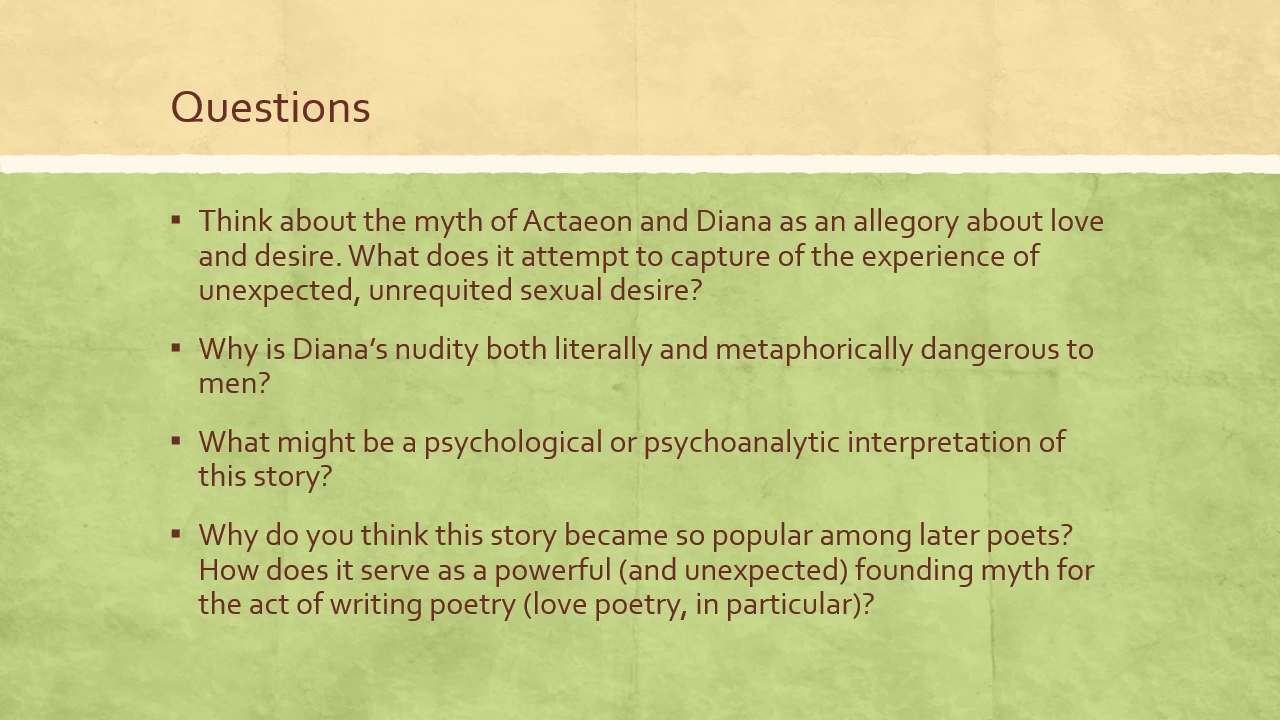 Questions
▪ Think about the myth of Actaeon and Diana as an allegory about love
and desire. What does it attempt to capture of the experience of
unexpected, unrequited sexual desire?
▪ Why is Diana’s nudity both literally and metaphorically dangerous to
men?
▪ What might be a psychological or psychoanalytic interpretation of
this story?
▪ Why do you think this story became so popular among later poets?
How does it serve as a powerful (and unexpected) founding myth for
the act of writing poetry (love poetry, in particular)?